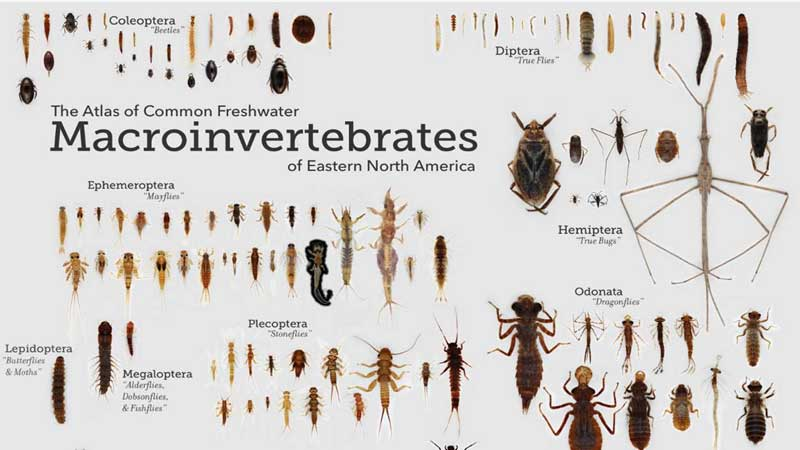 Coleoptera
"Beetles"
Diptera
"True Flies"
The Atlas of Common Freshwater
Macroinvertebrates
of Eastern North America
Ephemeroptera
"Mayflies"
Hemiptera
"True Bugs"
Odonata
"Dragonflies"
Plecoptera
"Stoneflies"
Lepidoptera
"Butterflies
& Moths"
Megaloptera
"Alderflies,
Dobsonflies,
& Fishflies"